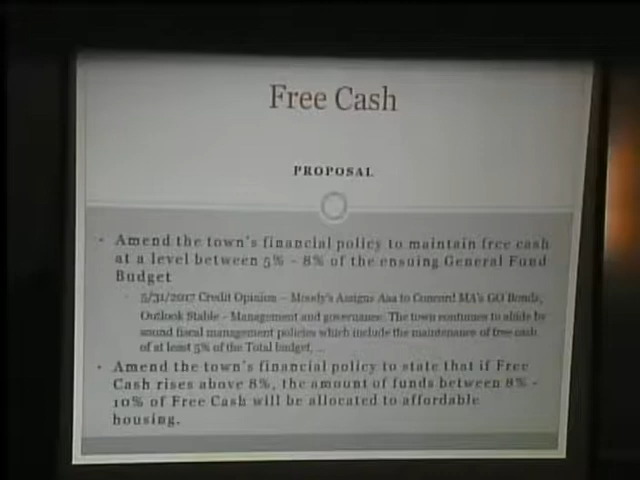 Free Cash
PROPOSAL
• Amend the town's financial policy to maintain free cash
at a level between 5% - 8% of the ensuing General Fund
Budget
5/31/2017 Credit Opinion – Moody's Assigns Aaa to Concord MA's GO Bonds,
Outlook Stable - Management and governance: The town continues to abide by
sound fiscal management policies which include the maintenance of free cash
of at least 5% of the Total budget, ...
• Amend the town's financial policy to state that if Free
Cash rises above 8%, the amount of funds between 8% -
10% of Free Cash will be allocated to affordable
housing.